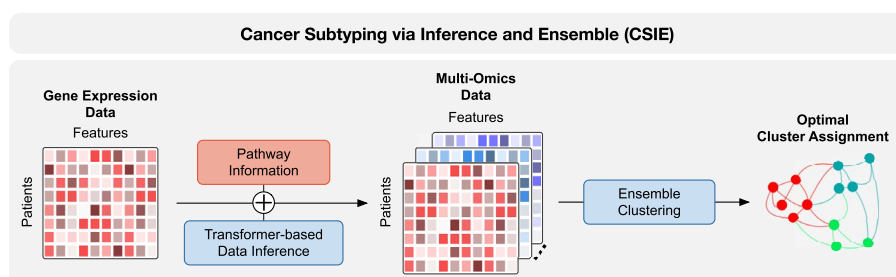 Cancer Subtyping via Inference and Ensemble (CSIE)
Gene Expression
Data
Features
Patients
Pathway
Information
Transformer-based
Data Inference
Multi-Omics
Data
Features
Patients
Ensemble
Clustering
Optimal
Cluster Assignment